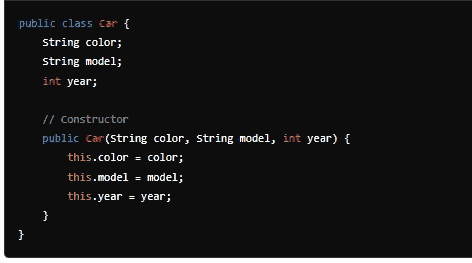 public class Car {
    String color;
    String model;
    int year;

    // Constructor
    public Car(String color, String model, int year) {
        this.color = color;
        this.model = model;
        this.year = year;
    }
}